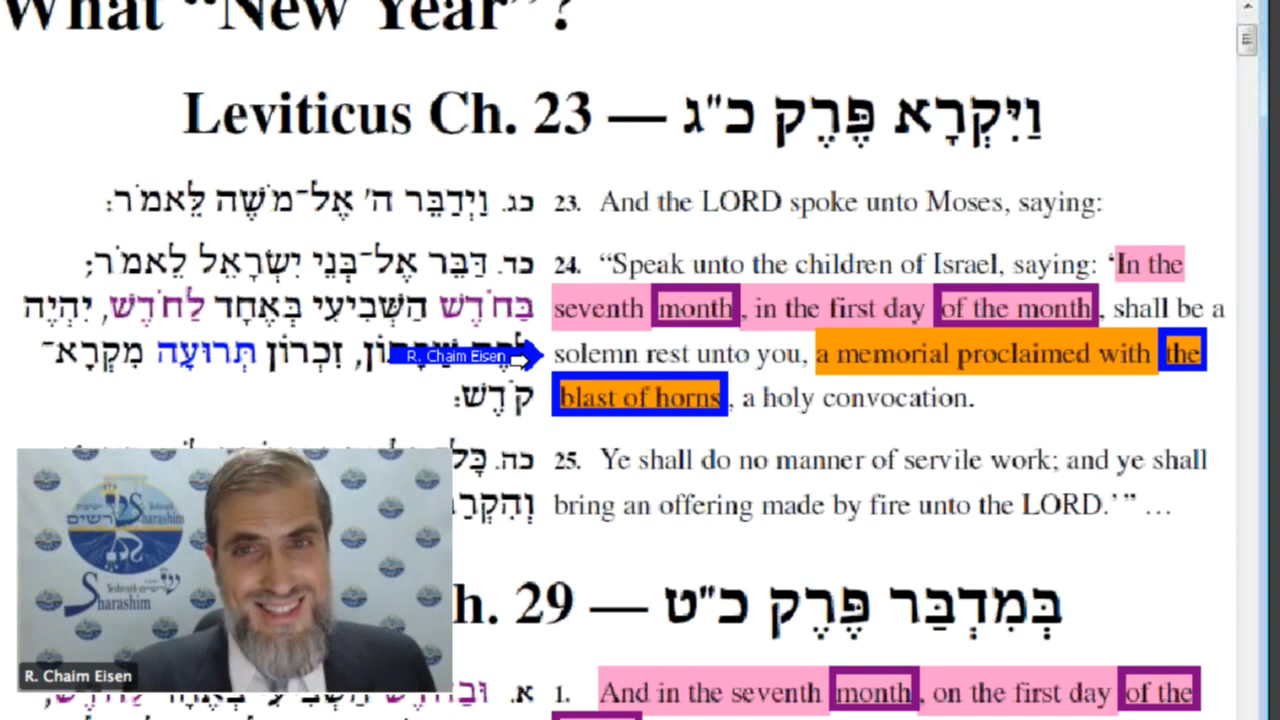 What “New Year”?
Leviticus Ch. 23 — וַיִּקְרָא פֶּרֶק כ"ג
כג. וַיְדַבֵּר ה' אֶל־מֹשֶׁה לֵּאמֹר:
23. And the LORD spoke unto Moses, saying:
כד. דַּבֵּר אֶל־בְּנֵי יִשְׂרָאֵל לֵאמֹר;
בַּחֹדֶשׁ הַשְּׁבִיעִי בְּאֶחָד לַחֹדֶשׁ, יִהְיֶה
זִכְרוֹן תְּרוּעָה מִקְרָא־
קֹדֶשׁ:
24. “Speak unto the children of Israel, saying: ‘In the
seventh month, in the first day of the month, shall be a
solemn rest unto you, a memorial proclaimed with the
blast of horns, a holy convocation.
R. Chaim Eisen
כה.
25. Ye shall do no manner of servile work; and ye shall
bring an offering made by fire unto the LORD.’ ” …
h. 29 — בְּמִדְבַּר פֶּרֶק כ"ט
א.
1. And in the seventh month, on the first day of the
Sharashim
שרשים
Yeshivath
Sharashim
R. Chaim Eisen